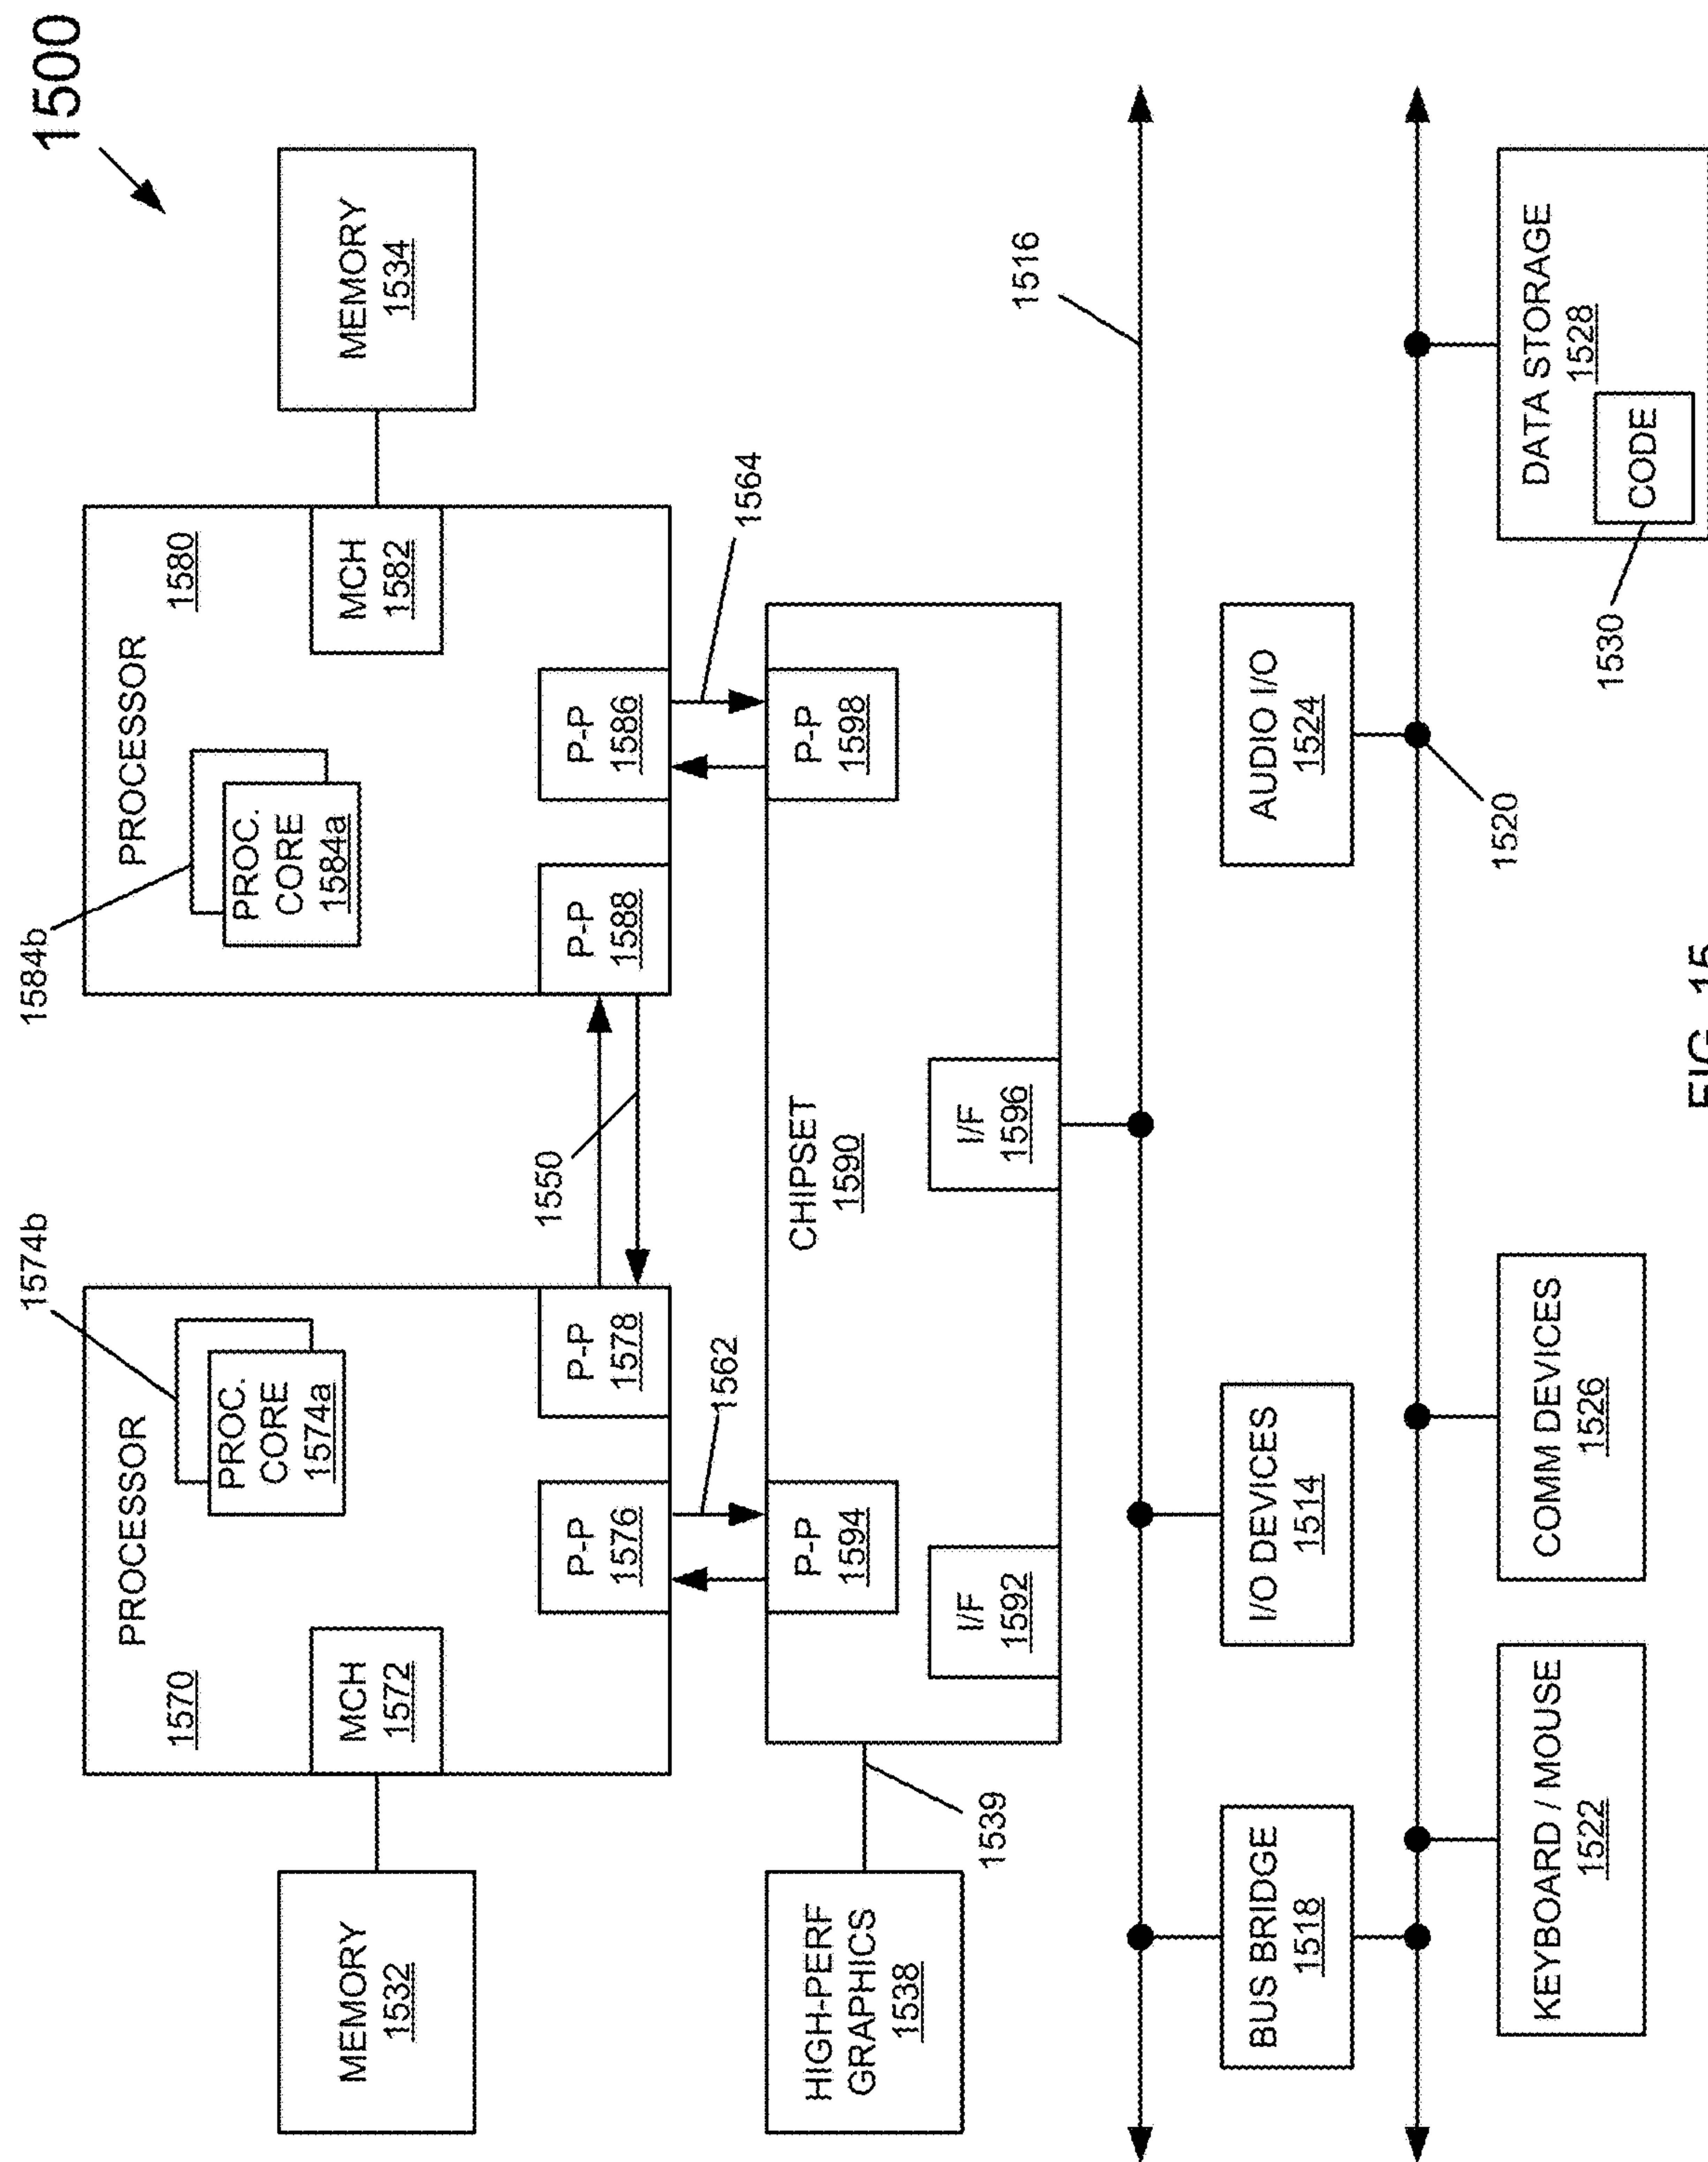 1500
1574b
1584b
PROCESSOR
1570
PROC.
CORE
1574a
MCH
1572
P-P
1576
P-P
1578
PROCESSOR
1580
PROC.
CORE
1584a
MCH
1582
P-P
1588
P-P
1586
MEMORY
1532
MEMORY
1534
1550
1562
1564
HIGH-PERF
GRAPHICS
1538
1539
CHIPSET
1590
P-P
1594
P-P
1598
I/F
1592
I/F
1596
1516
BUS BRIDGE
1518
I/O DEVICES
1514
AUDIO I/O
1524
1520
KEYBOARD / MOUSE
1522
COMM DEVICES
1526
DATA STORAGE
1528
CODE
1530
FIG. 15